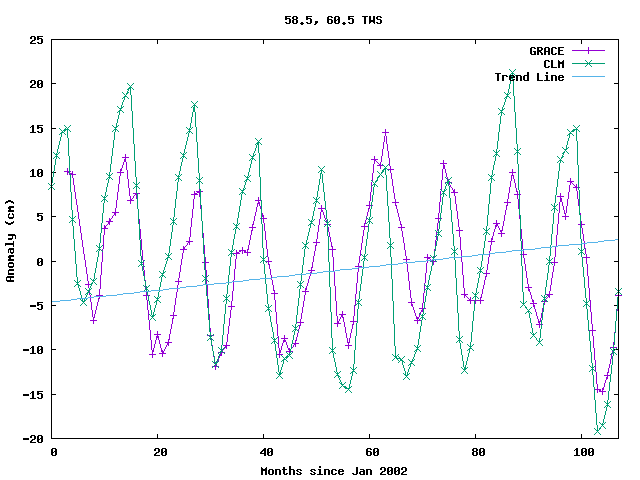 58.5, 60.5 TWS
GRACE
CLM
Trend Line
25
20
15
10
5
0
-5
-10
-15
-20
Anomaly (cm)
0 20 40 60 80 100
Months since Jan 2002